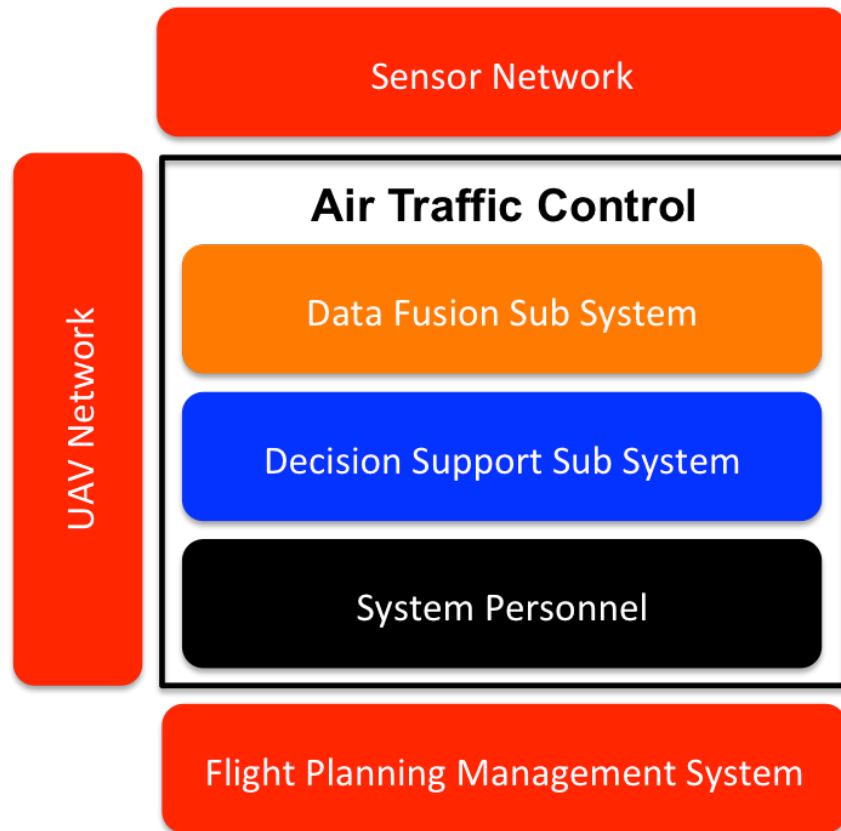 Sensor Network
UAV Network
Air Traffic Control
Data Fusion Sub System
Decision Support Sub System
System Personnel
Flight Planning Management System